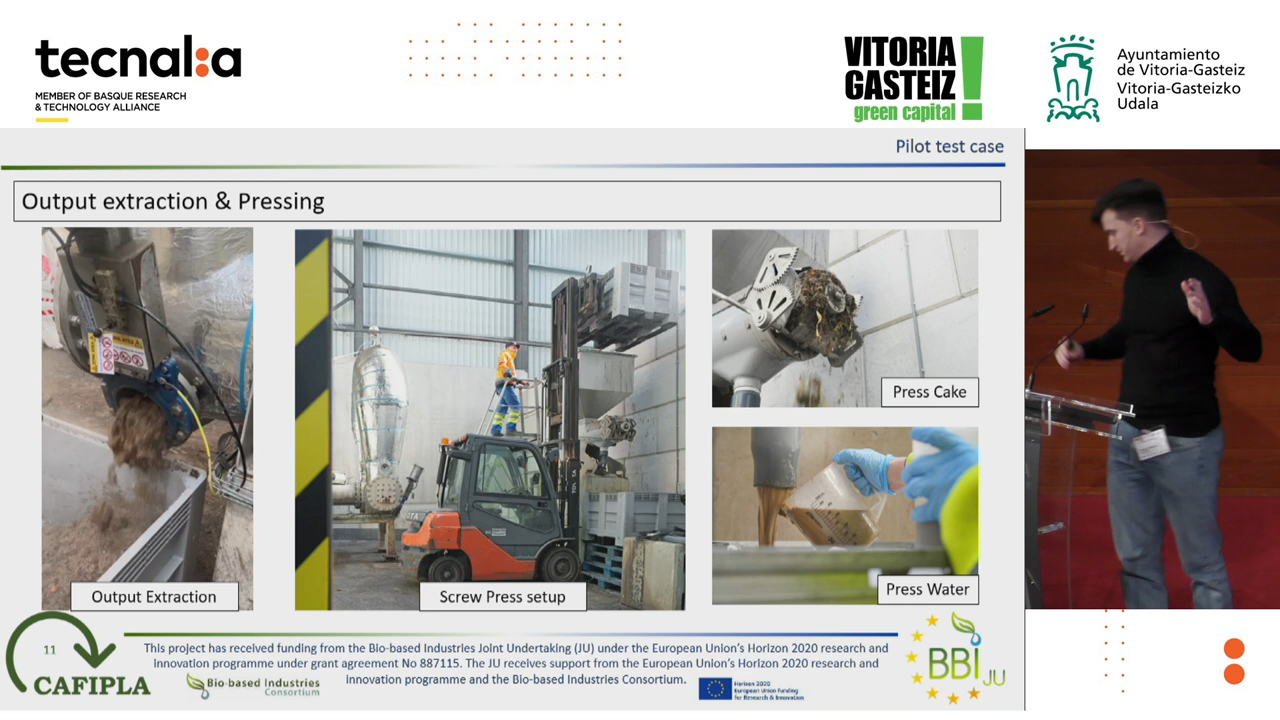 tecnal:a
MEMBER OF BASQUE RESEARCH
& TECHNOLOGY ALLIANCE
VITORIA
GASTEIZ
green capital
Ayuntamiento
de Vitoria-Gasteiz
Vitoria-Gasteizko
Udala
Pilot test case
Output extraction & Pressing
Output Extraction
Screw Press setup
Press Cake
Press Water
11
CAFIPLA
This project has received funding from the Bio-based Industries Joint Undertaking (JU) under the European Union's Horizon 2020 research and
innovation programme under grant agreement No 887115. The JU receives support from the European Union's Horizon 2020 research and
innovation programme and the Bio-based Industries Consortium.
Bio-based Industries
Consortium
Horizon 2020
European Union Funding
for Research & Innovation
BBI JU